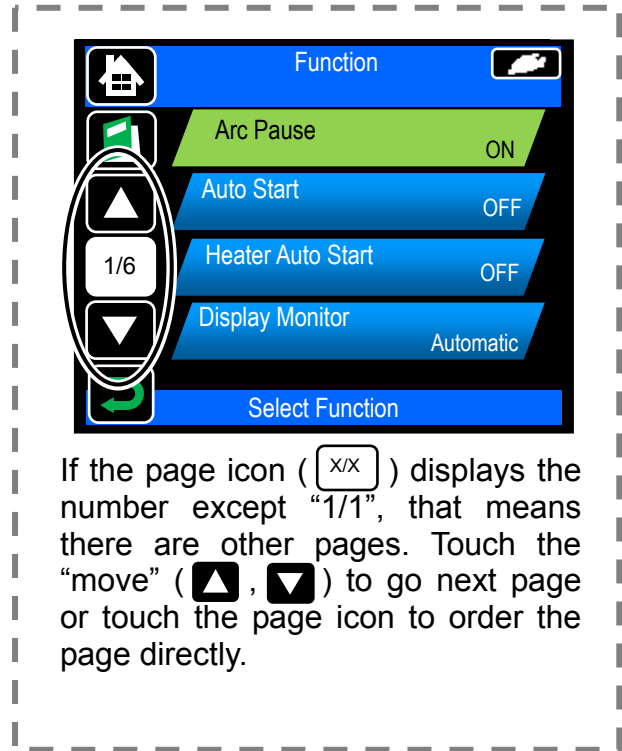 Function
Arc Pause
ON
Auto Start
OFF
1/6
Heater Auto Start
OFF
Display Monitor
Automatic
Select Function
If the page icon ( X/X ) displays the
number except “1/1”, that means
there are other pages. Touch the
“move” ( ▲ , ▼ ) to go next page
or touch the page icon to order the
page directly.